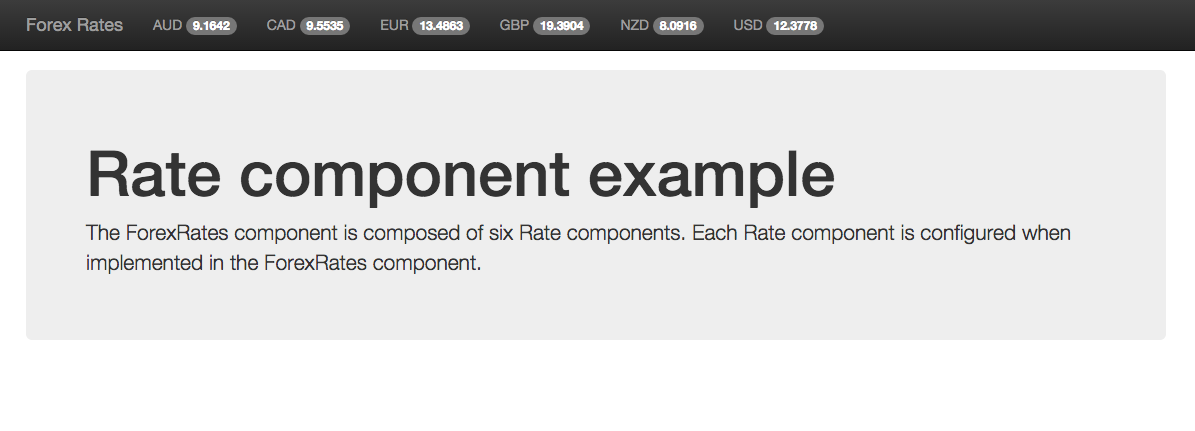 Forex Rates AUD 9.1642 CAD 9.5535 EUR 13.4863 GBP 19.3904 NZD 8.0916 USD 12.3778
Rate component example
The ForexRates component is composed of six Rate components. Each Rate component is configured when
implemented in the ForexRates component.